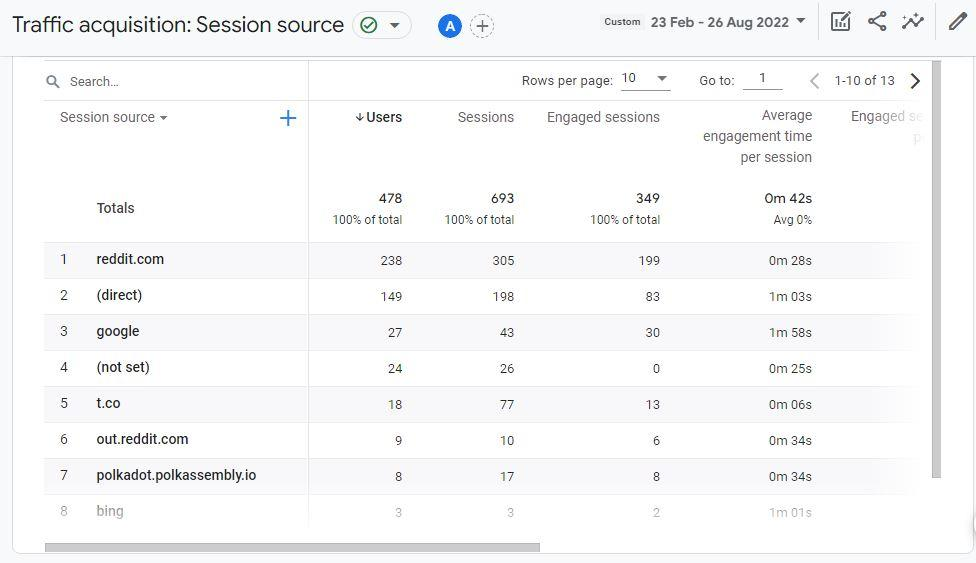 Traffic acquisition: Session source
A
Custom 23 Feb - 26 Aug 2022
Search...
Rows per page: 10
Go to: 1
1-10 of 13
Session source
Users
Sessions
Engaged sessions
Average
engagement time
per session
Engaged se
p
Totals
478
100% of total
693
100% of total
349
100% of total
0m 42s
Avg 0%
1 reddit.com 238 305 199 0m 28s
2 (direct) 149 198 83 1m 03s
3 google 27 43 30 1m 58s
4 (not set) 24 26 0 0m 25s
5 t.co 18 77 13 0m 06s
6 out.reddit.com 9 10 6 0m 34s
7 polkadot.polkassembly.io 8 17 8 0m 34s
8 bing 3 3 2 1m 01s